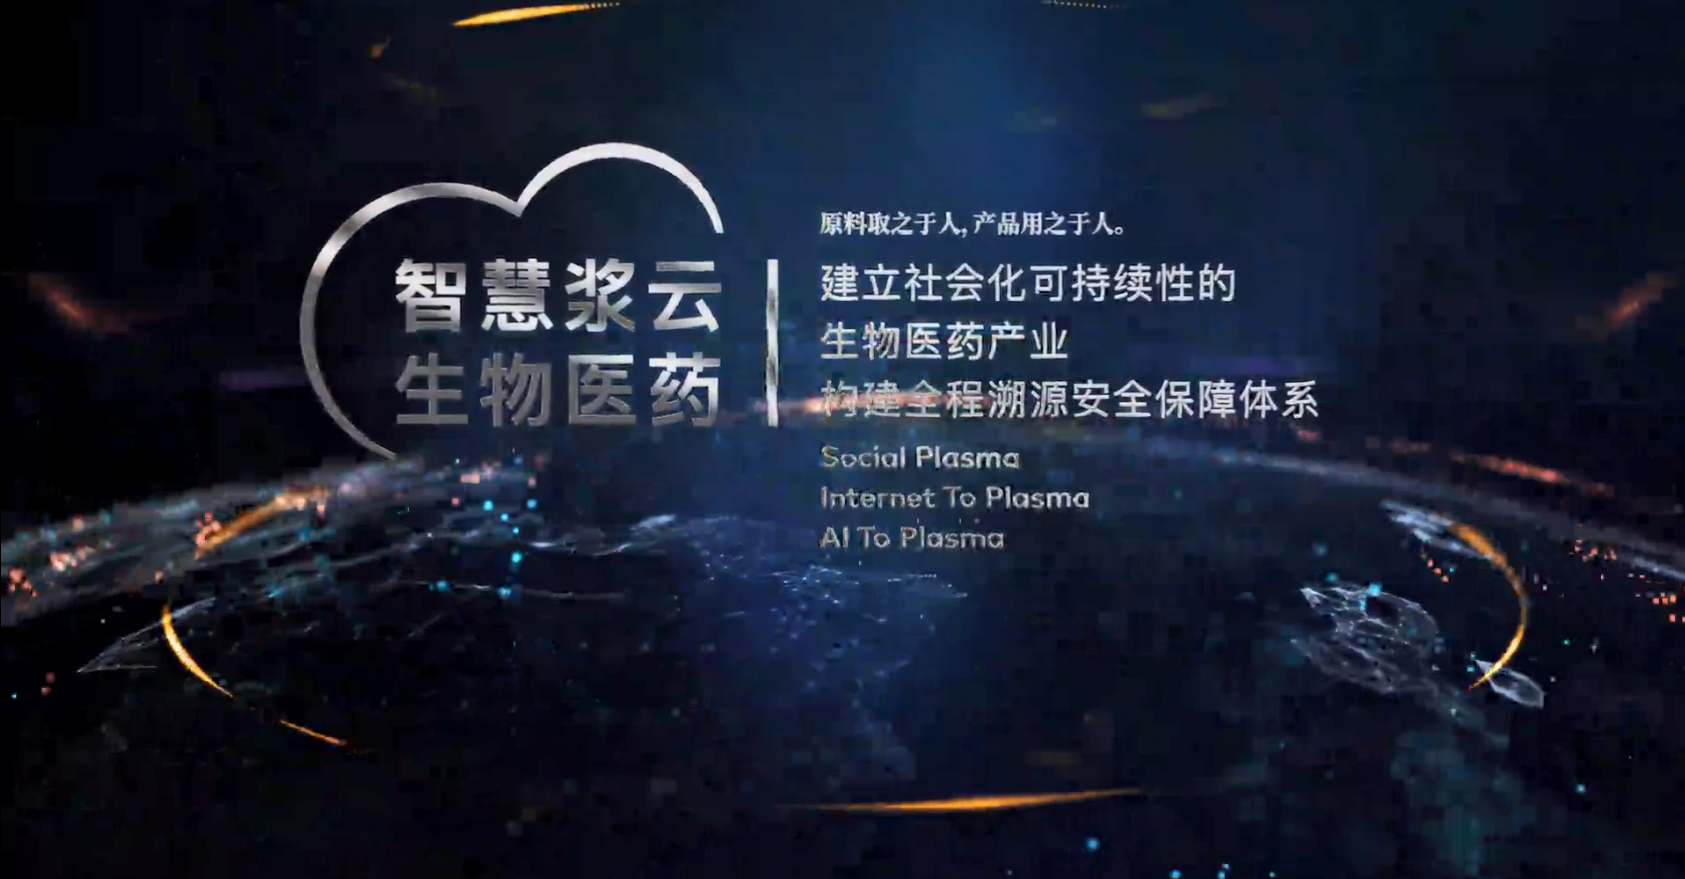 智慧浆云
生物医药
原料取之于人,产品用之于人。
建立社会化可持续性的
生物医药产业
构建全程溯源安全保障体系
Social Plasma
Internet To Plasma
AI To Plasma